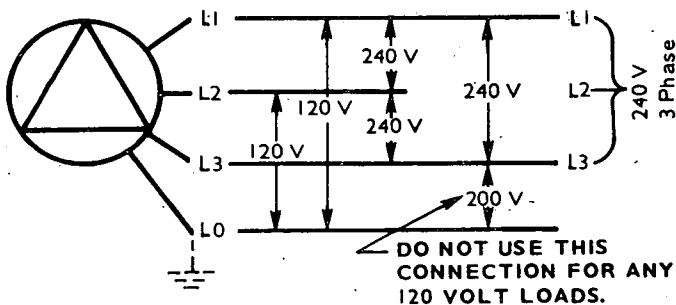 L1 L1
240 V
L2 L2
120 V 240 V
240 V
120 V
L3 L3
200 V
L0
240 V
3 Phase
DO NOT USE THIS
CONNECTION FOR ANY
120 VOLT LOADS.